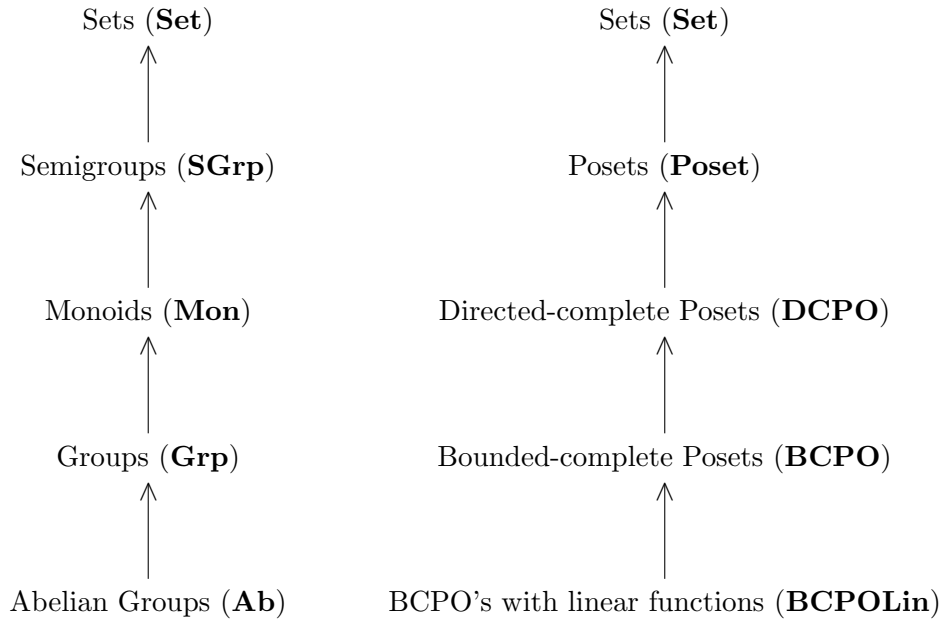 Sets (Set)
Sets (Set)
Semigroups (SGrp)
Posets (Poset)
Monoids (Mon)
Directed-complete Posets (DCPO)
Groups (Grp)
Bounded-complete Posets (BCPO)
Abelian Groups (Ab)
BCPO's with linear functions (BCPOLin)